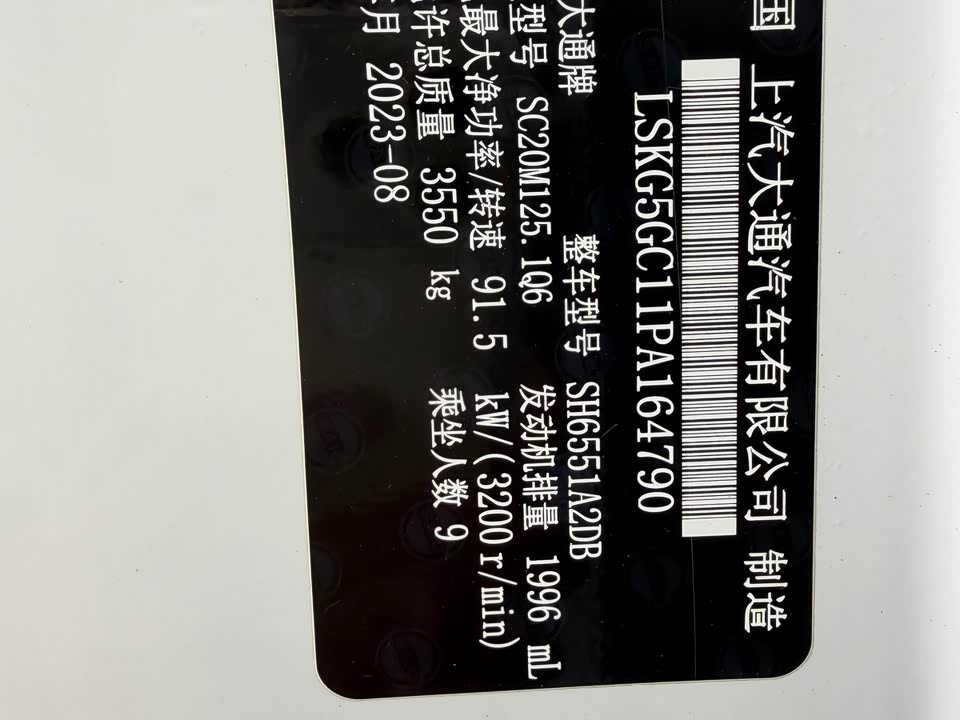 国 上汽大通汽车有限公司 制造
LSKG5GC11PA164790
大通牌 整车型号 SH6551A2DB
型号 SC20M125.1Q6 发动机排量 1996 mL
最大净功率/转速 91.5 kW/(3200r/min)
许总质量 3550 kg 乘坐人数 9
月 2023-08